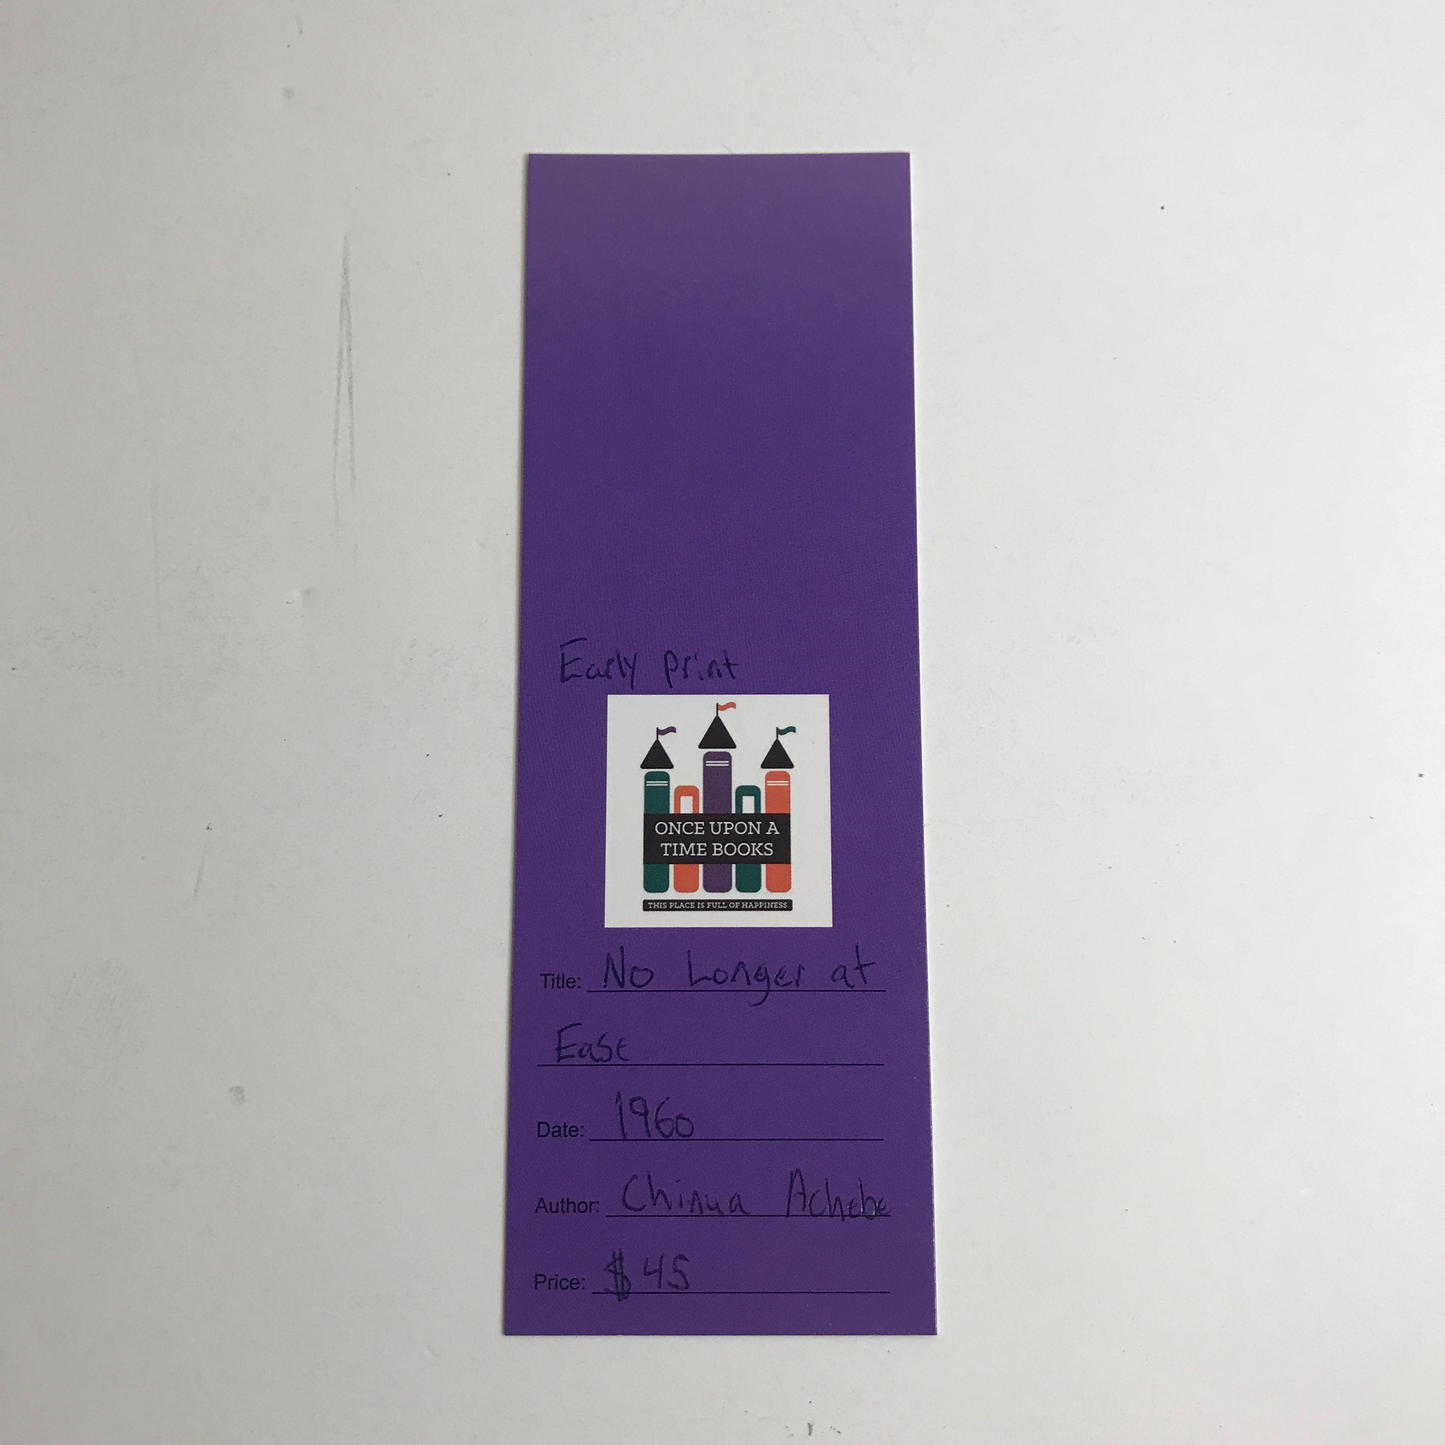 Early print
ONCE UPON A
TIME BOOKS
THIS PLACE IS FULL OF HAPPINESS
Title: No Longer at
Ease
Date: 1960
Author: Chinua Achebe
Price: $45